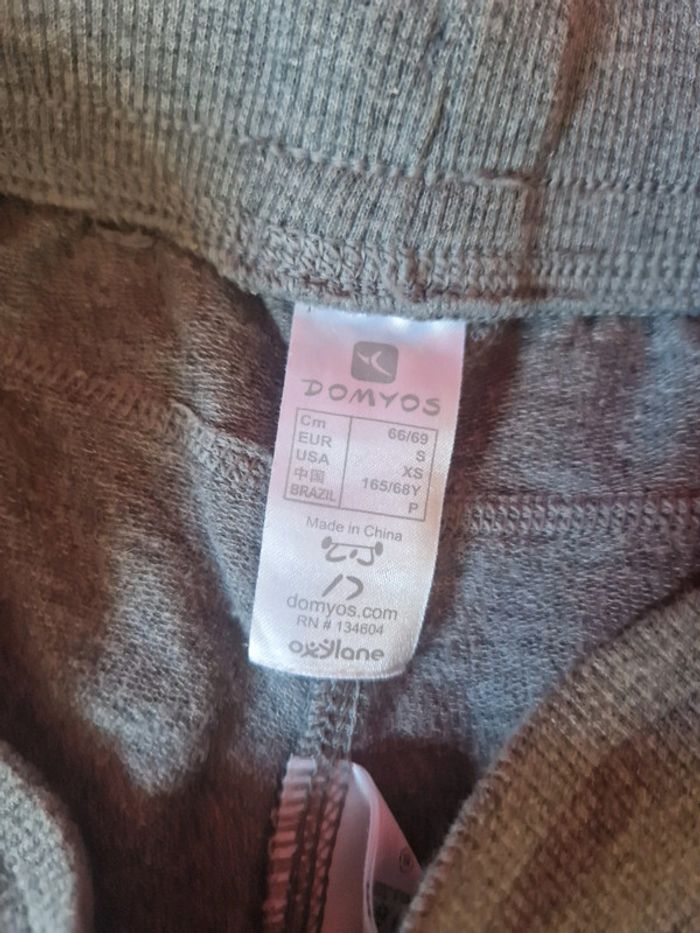 DOMYOS
Cm 66/69
EUR S
USA XS
中国 165/68Y
BRAZIL P
Made in China
domyos.com
RN # 134604
oxylane